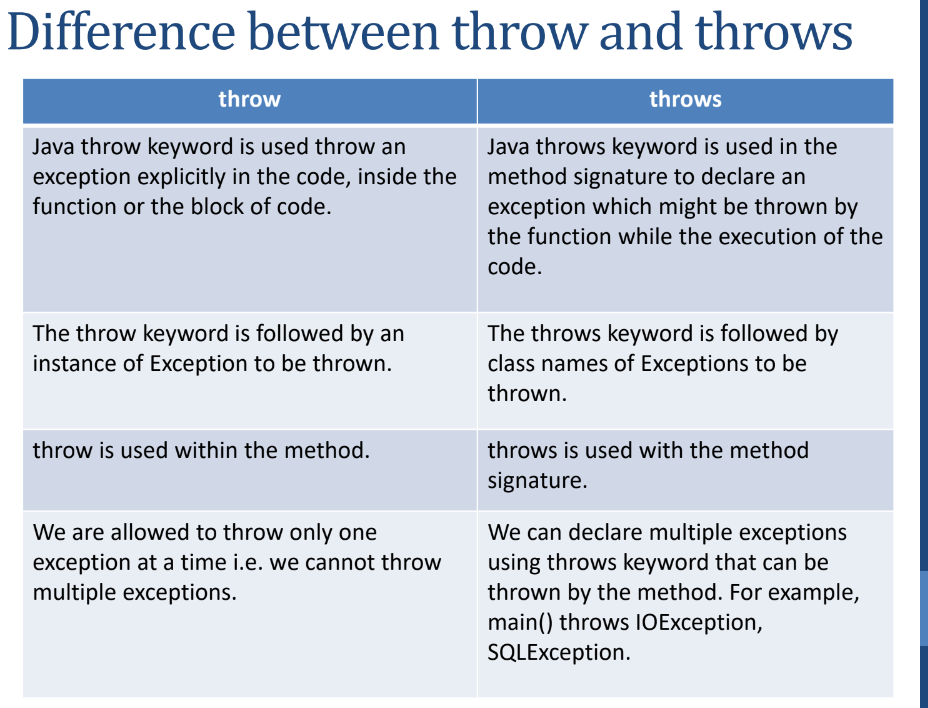 Difference between throw and throws
throw
throws
Java throw keyword is used throw an
exception explicitly in the code, inside the
function or the block of code.
Java throws keyword is used in the
method signature to declare an
exception which might be thrown by
the function while the execution of the
code.
The throw keyword is followed by an
instance of Exception to be thrown.
The throws keyword is followed by
class names of Exceptions to be
thrown.
throw is used within the method.
throws is used with the method
signature.
We are allowed to throw only one
exception at a time i.e. we cannot throw
multiple exceptions.
We can declare multiple exceptions
using throws keyword that can be
thrown by the method. For example,
main() throws IOException,
SQLException.